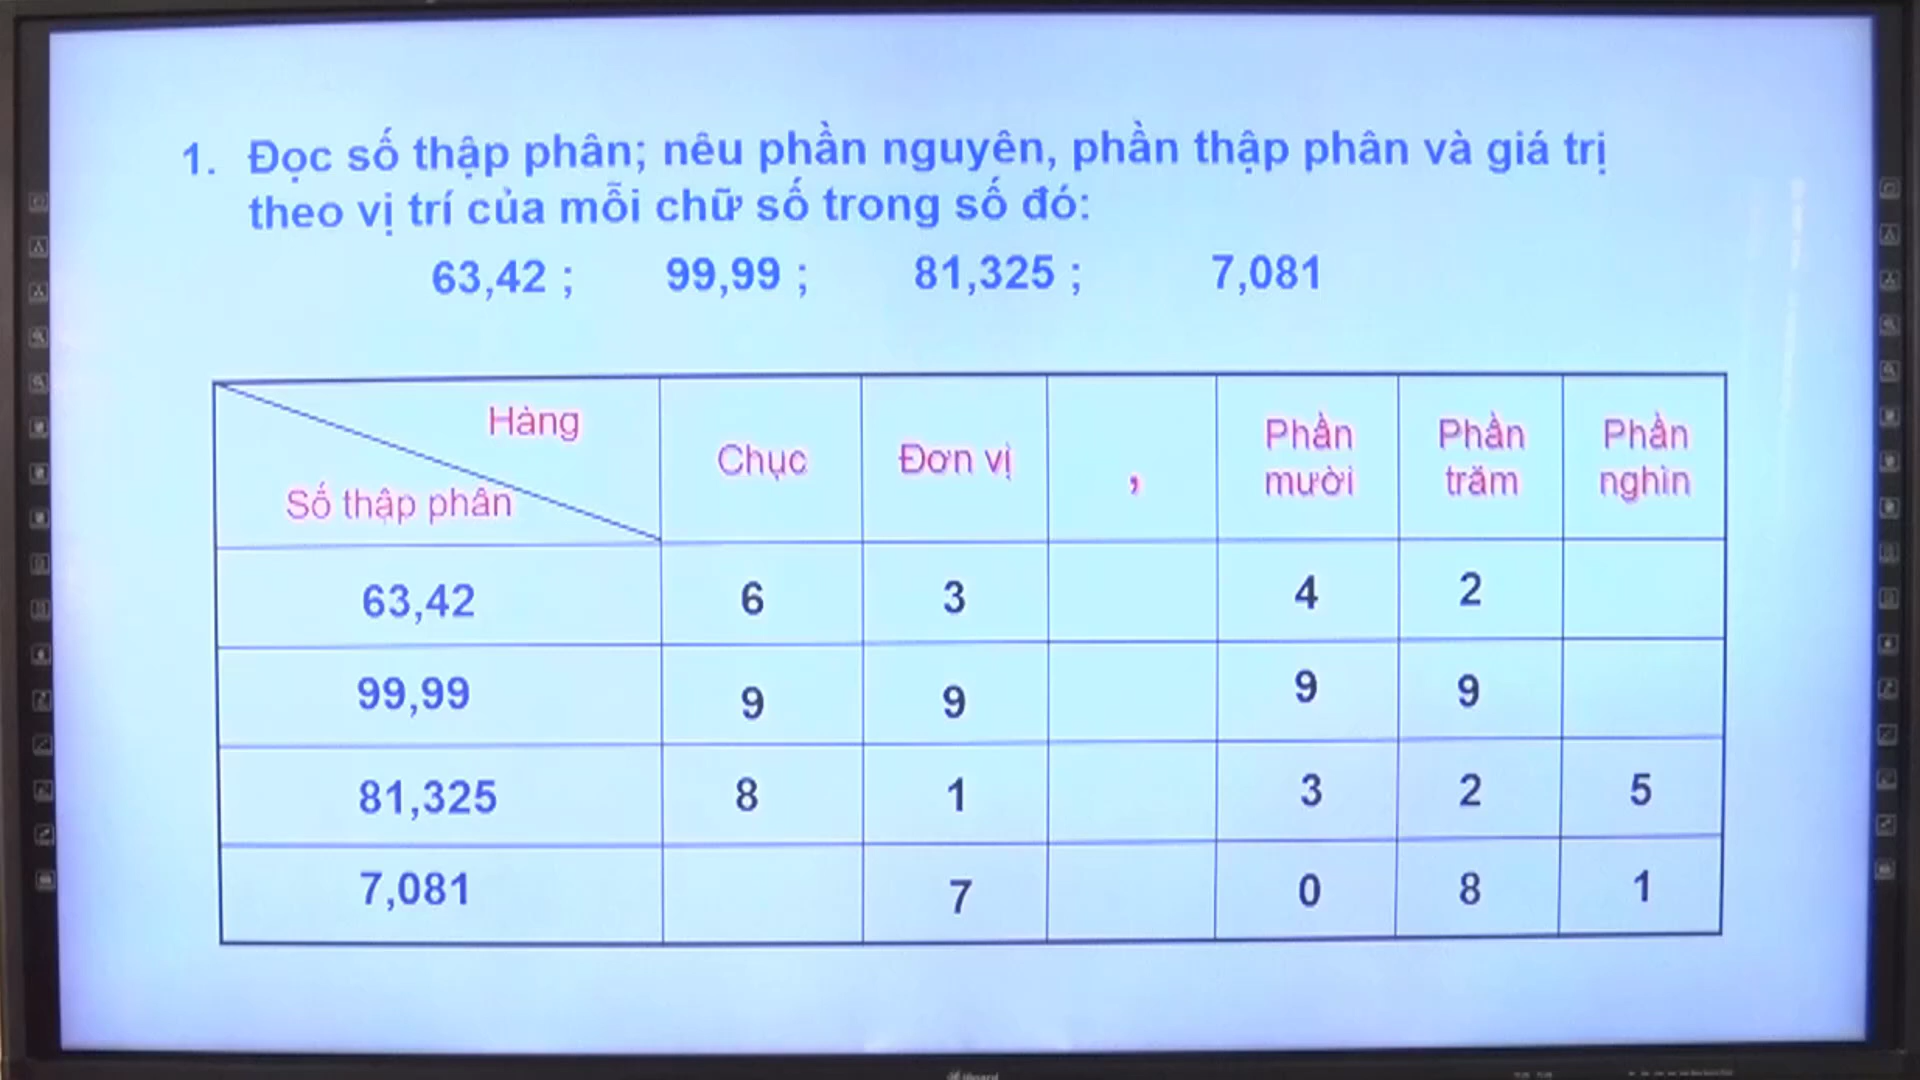 1. Đọc số thập phân; nêu phần nguyên, phần thập phân và giá trị
theo vị trí của mỗi chữ số trong số đó:
63,42 ; 99,99 ; 81,325 ; 7,081
Hàng
Số thập phân
Chục
Đơn vị
,
Phần
mười
Phần
trăm
Phần
nghìn
63,42 6 3 4 2
99,99 9 9 9 9
81,325 8 1 3 2 5
7,081 7 0 8 1